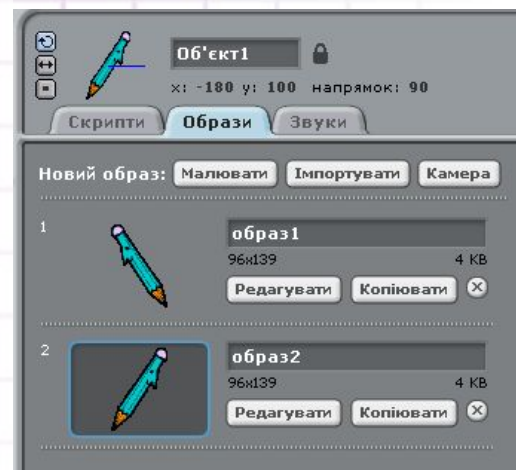 Об'єкт1
x: -180 y: 100 напрямок: 90
Скрипти Образи Звуки
Новий образ: Малювати Імпортувати Камера
1
образ1
96x139 4 KB
Редагувати Копіювати
2
образ2
96x139 4 KB
Редагувати Копіювати